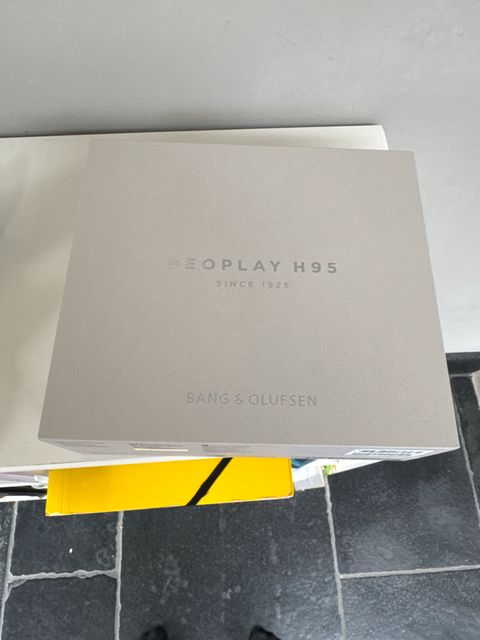 BEOPLAY H95
SINCE 1925
BANG & OLUFSEN